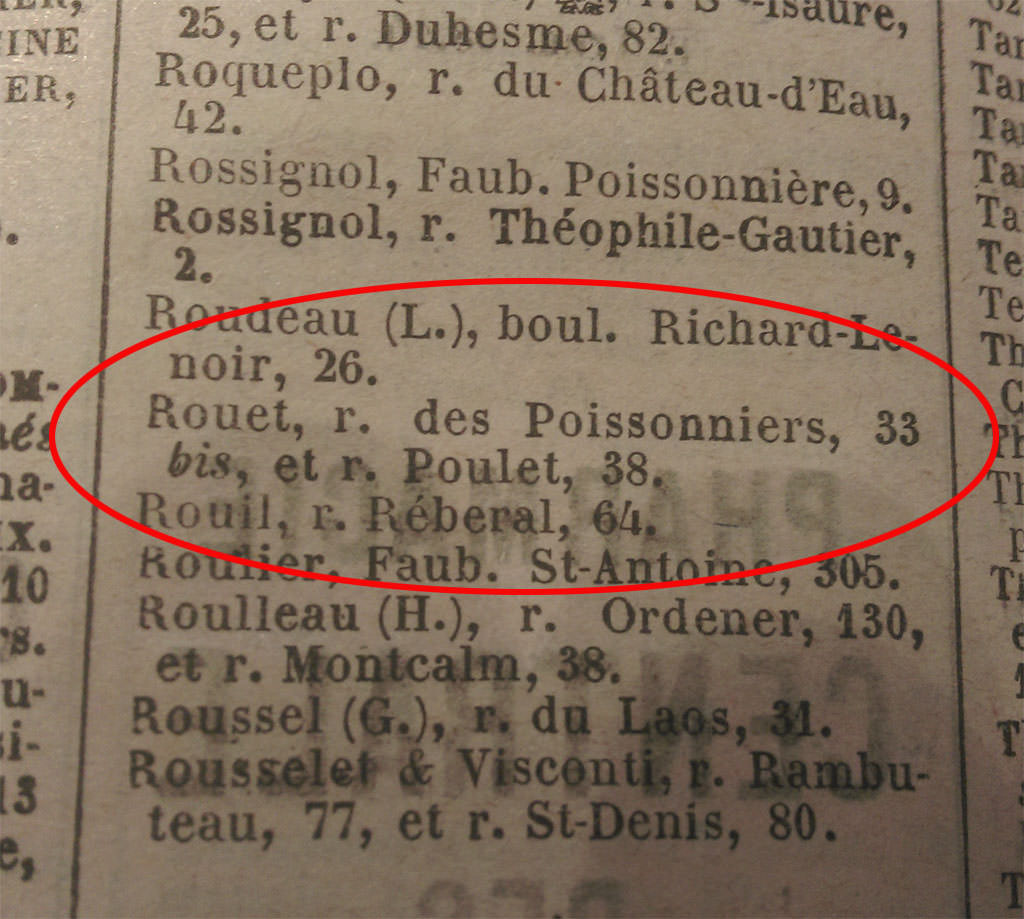 25, et r. Duhesme, 82.
Roqueplo, r. du Château-d'Eau,
42.
Rossignol, Faub. Poissonnière, 9.
Rossignol, r. Théophile-Gautier,
2.
Roudeau (L.), boul. Richard-Le-
noir, 26.
Rouet, r. des Poissonniers, 33
bis, et r. Poulet, 38.
Rouil, r. Réberal, 64.
Roulier, Faub. St-Antoine, 305.
Roulleau (H.), r. Ordener, 130,
et r. Montcalm, 38.
Roussel (G.), r. du Laos, 31.
Rousselet & Visconti, r. Rambu-
teau, 77, et r. St-Denis, 80.